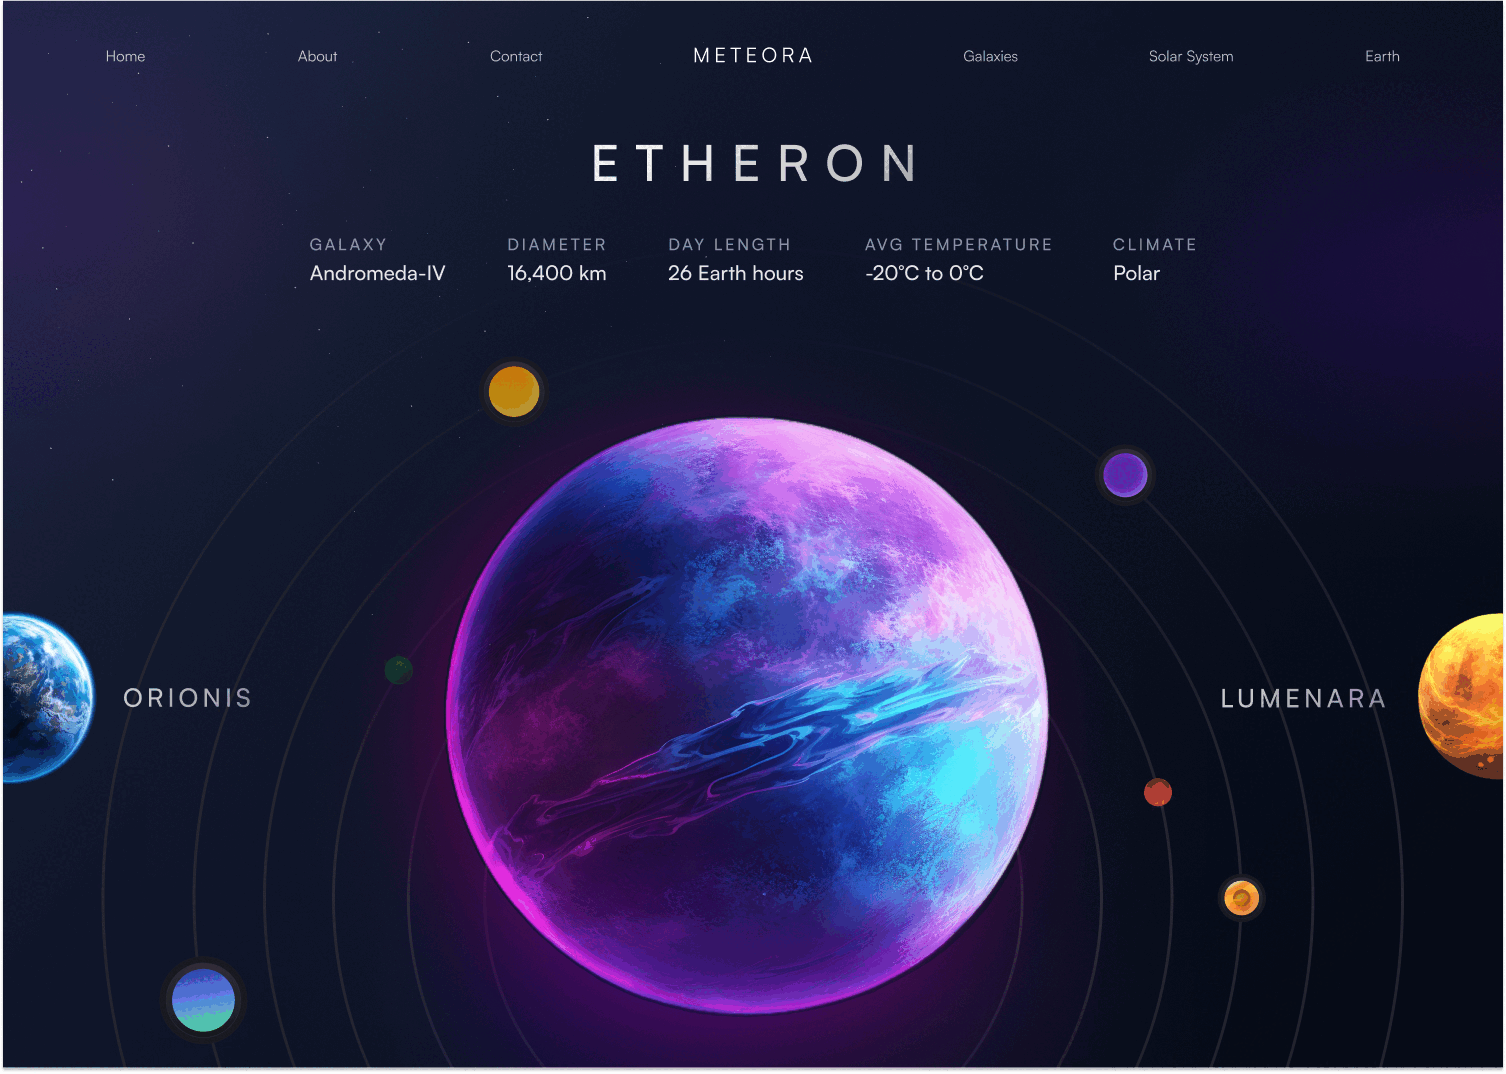 Home About Contact METEORA Galaxies Solar System Earth
ETHERON
GALAXY DIAMETER DAY LENGTH AVG TEMPERATURE CLIMATE
Andromeda-IV 16,400 km 26 Earth hours -20°C to 0°C Polar
ORIONIS LUMENARA